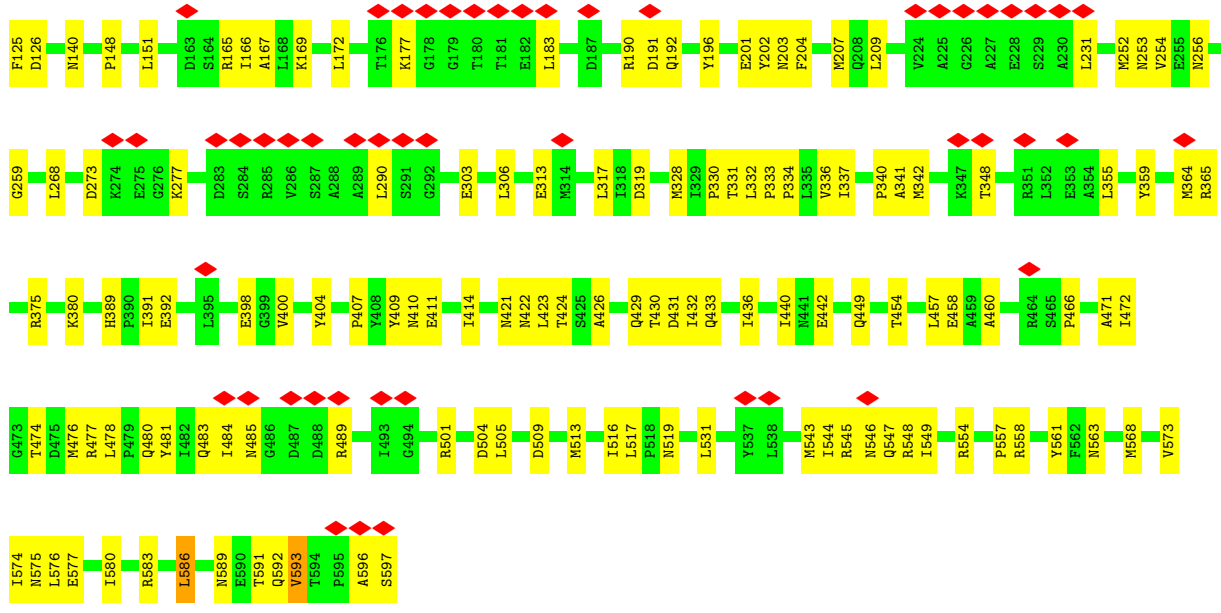 F125 D126 N140 P148 L151 D163 S164 R165 I166 A167 L168 K169 L172 T176 K177 G178 G179 T180 T181 E182 L183 D187 R190 D191 Q192 Y196 E201 Y202 N203 F204 M207 Q208 L209 V224 A225 G226 A227 E228 S229 A230 L231 M252 N253 V254 E255 N256
G259 L268 D273 K274 E275 G276 K277 D283 S284 R285 V286 S287 A288 A289 L290 S291 G292 E303 L306 E313 M314 L317 I318 D319 M328 I329 P330 T331 L332 P333 P334 L335 V336 I337 P340 A341 M342 K347 T348 R351 L352 E353 A354 L355 Y359 M364 R365
R375 K380 H389 P390 I391 E392 L395 E398 G399 V400 Y404 P407 Y408 Y409 N410 E411 I414 N421 N422 L423 T424 S425 A426 Q429 T430 D431 I432 Q433 I436 I440 N441 E442 Q449 T454 L457 E458 A459 A460 R464 S465 P466 A471 I472
G473 T474 D475 M476 R477 L478 P479 Q480 Y481 I482 Q483 I484 N485 G486 D487 D488 R489 I493 G494 R501 D504 L505 D509 M513 I516 L517 P518 N519 L531 Y537 L538 M543 I544 R545 N546 Q547 R548 I549 R554 P557 R558 Y561 F562 N563 M568 V573
I574 N575 L576 E577 I580 R583 L586 N589 E590 T591 Q592 V593 T594 P595 A596 S597